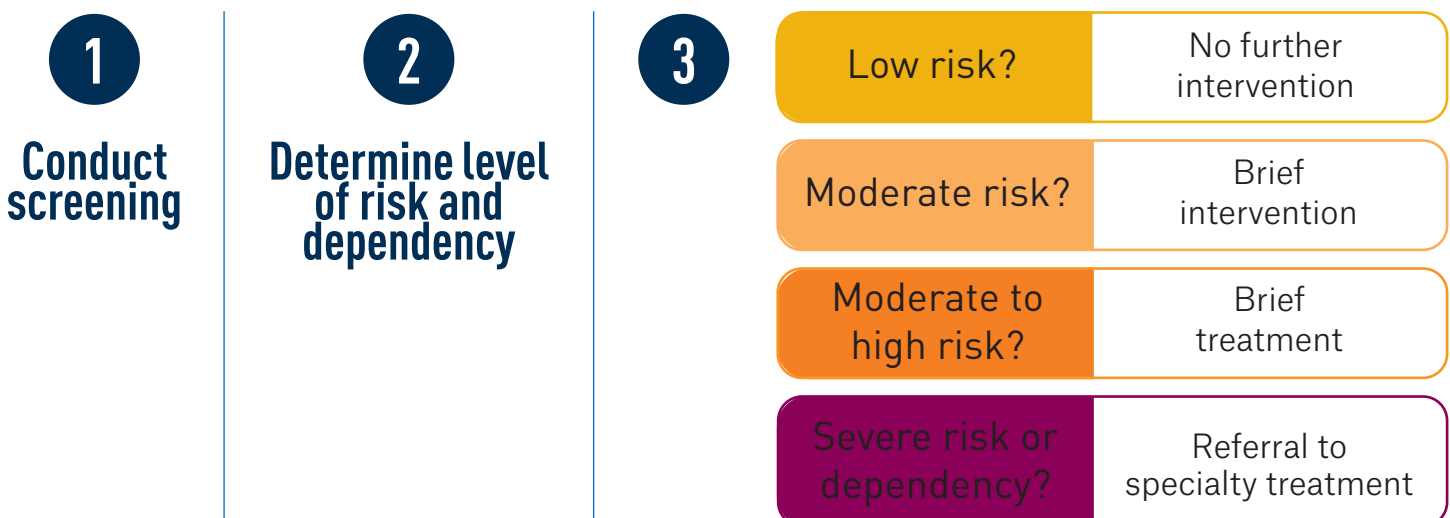 1
Conduct
screening
2
Determine level
of risk and
dependency
3
Low risk?
No further
intervention
Moderate risk?
Brief
intervention
Moderate to
high risk?
Brief
treatment
Severe risk or
dependency?
Referral to
specialty treatment